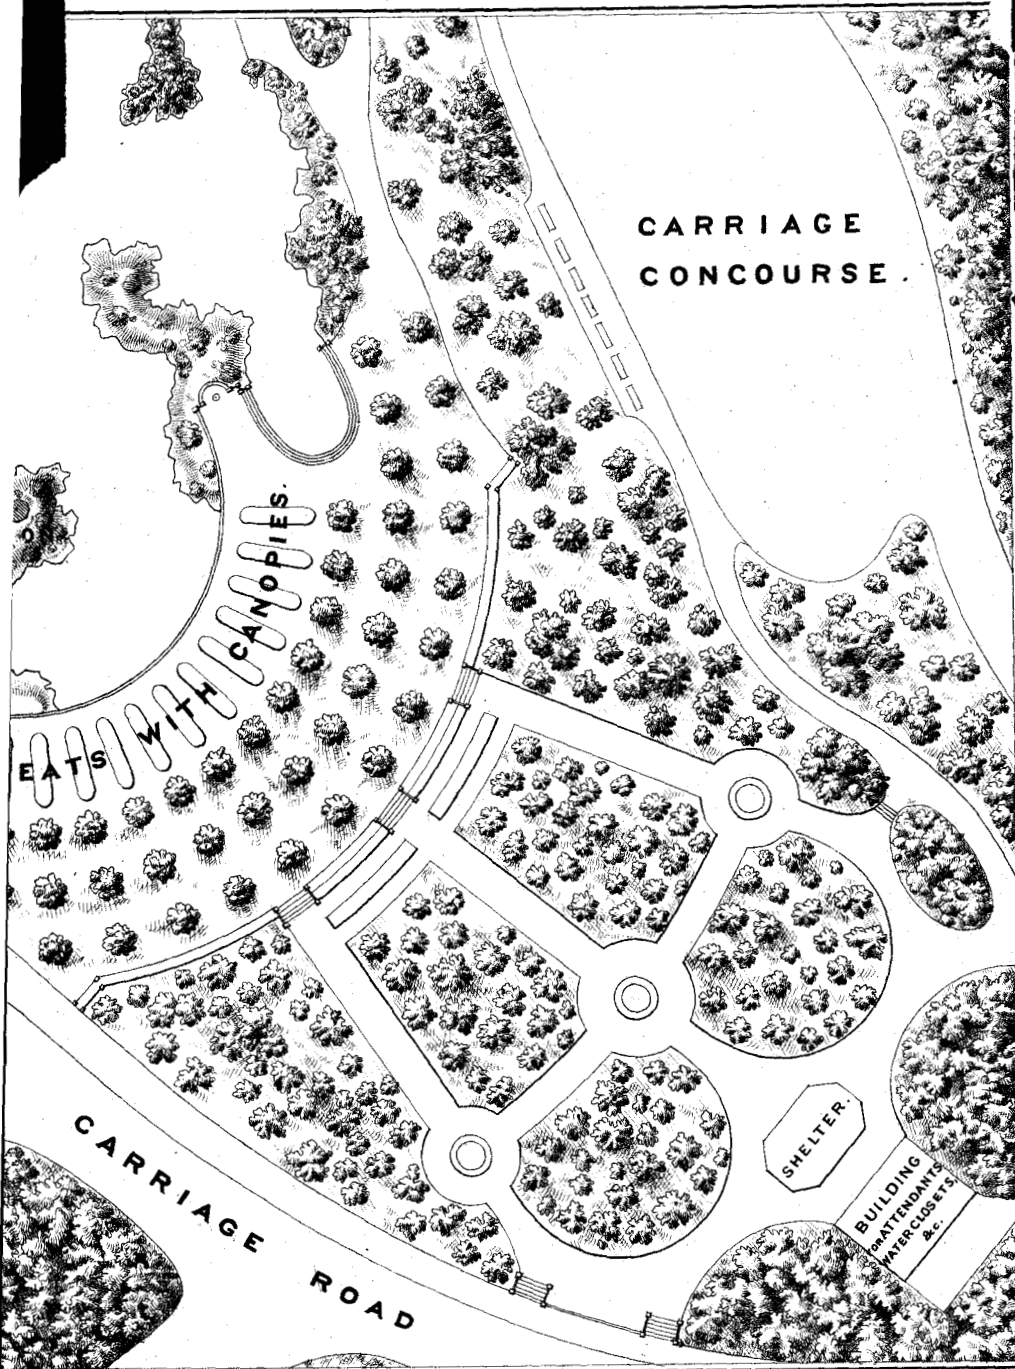 CARRIAGE
CONCOURSE.
EATS WITH CANOPIES.
SHELTER.
BUILDING
FOR ATTENDANTS
WATER-CLOSETS,
&c.
CARRIAGE
ROAD